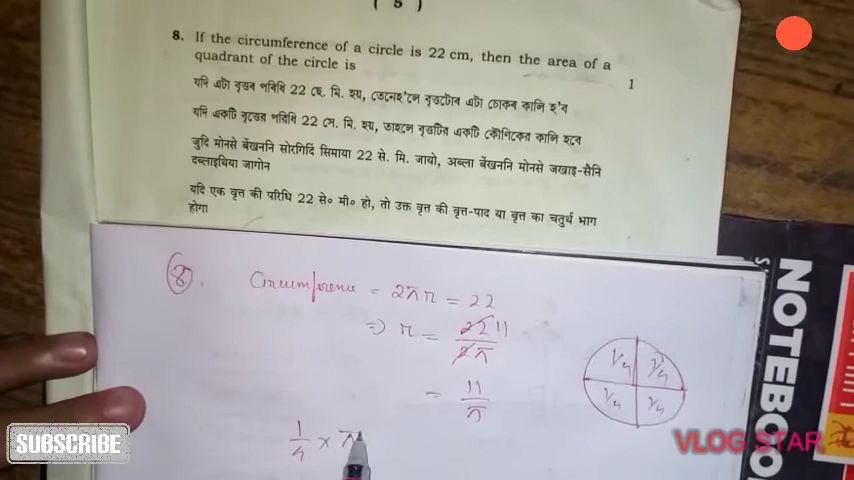 ( 5 )
8. If the circumference of a circle is 22 cm, then the area of a
quadrant of the circle is
1
যদি এটা বৃত্তৰ পৰিধি 22 ছে. মি. হয়, তেনেহ'লে বৃত্তটোৰ এটা চোকৰ কালি হ'ব
যদি একটি বৃত্তের পরিধি 22 সে. মি. হয়, তাহলে বৃত্তটির একটি কৌণিকের কালি হবে
जुदि मोनसे बेंखननि सोरगिदिं सिमाया 22 से. मि. जायो, अब्ला बेंखननि मोनसे जखाइ-सैनि
दब्लाइथिया जागोन
यदि एक वृत्त की परिधि 22 से० मी० हो, तो उक्त वृत्त की वृत्त-पाद या वृत्त का चतुर्थ भाग
होगा
8. Circumference = 2πr = 22
⇒ r = 22 11 / 2π
= 11 / π
1/4 1/4
1/4 1/4
1/4 × π
SUBSCRIBE
VLOG STAR
NOTEBOO